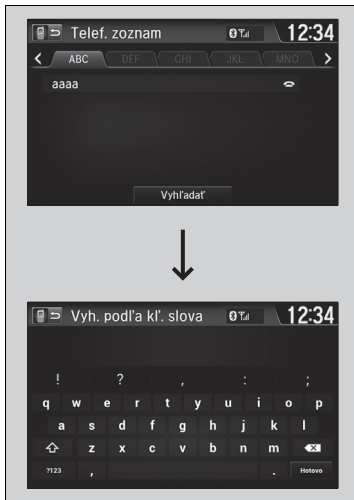 Telef. zoznam 12:34
ABC DEF GHI JKL MNO
aaaa
Vyhľadať
Vyh. podľa kľ. slova 12:34
! ? , : ;
q w e r t y u i o p
a s d f g h j k l
z x c v b n m
?123 , . Hotovo